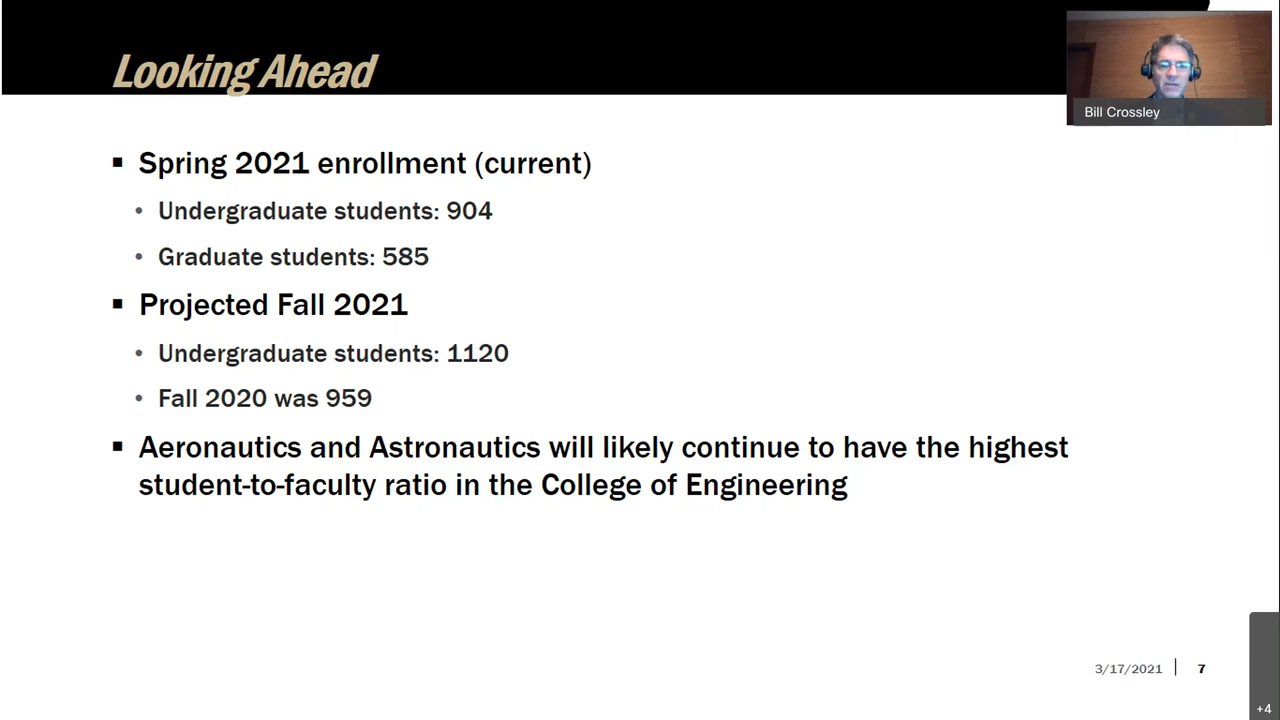 Looking Ahead
Bill Crossley
▪ Spring 2021 enrollment (current)
• Undergraduate students: 904
• Graduate students: 585
▪ Projected Fall 2021
• Undergraduate students: 1120
• Fall 2020 was 959
▪ Aeronautics and Astronautics will likely continue to have the highest
student-to-faculty ratio in the College of Engineering
3/17/2021 | 7
+4